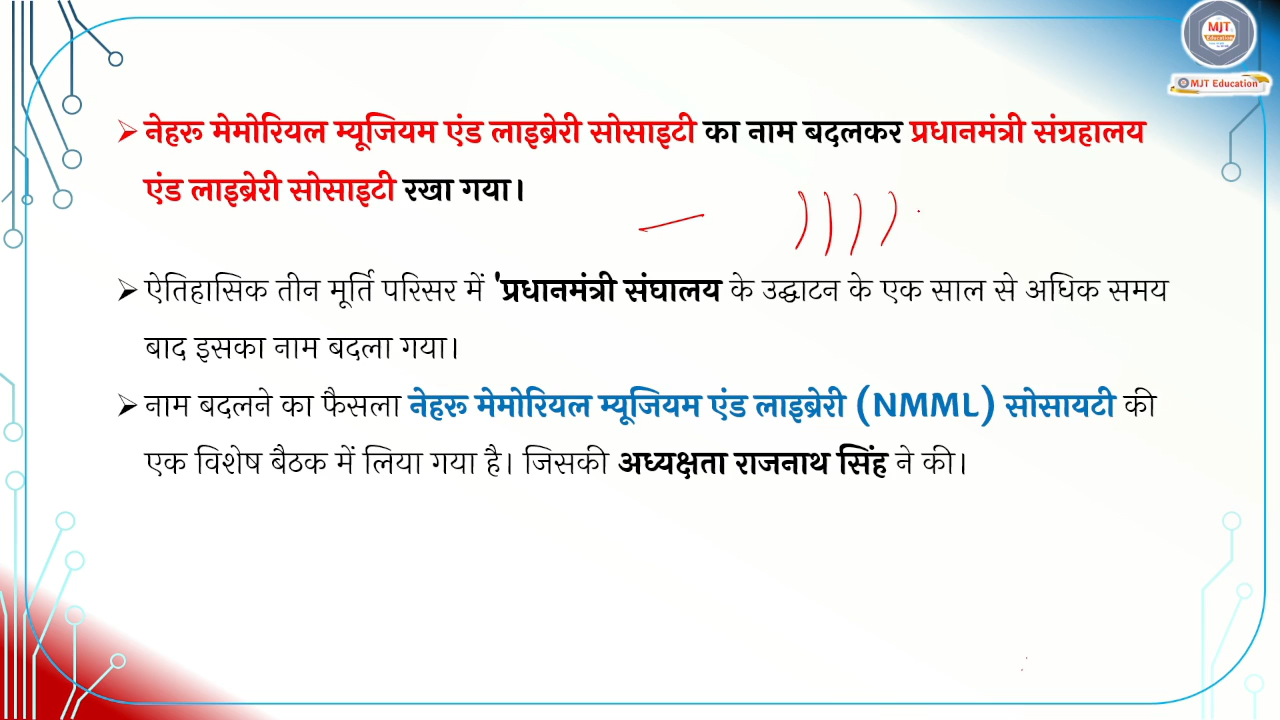 MJT
Education
MJT Education
नेहरू मेमोरियल म्यूजियम एंड लाइब्रेरी सोसाइटी का नाम बदलकर प्रधानमंत्री संग्रहालय
एंड लाइब्रेरी सोसाइटी रखा गया।
ऐतिहासिक तीन मूर्ति परिसर में 'प्रधानमंत्री संघालय के उद्घाटन के एक साल से अधिक समय
बाद इसका नाम बदला गया।
नाम बदलने का फैसला नेहरू मेमोरियल म्यूजियम एंड लाइब्रेरी (NMML) सोसायटी की
एक विशेष बैठक में लिया गया है। जिसकी अध्यक्षता राजनाथ सिंह ने की।